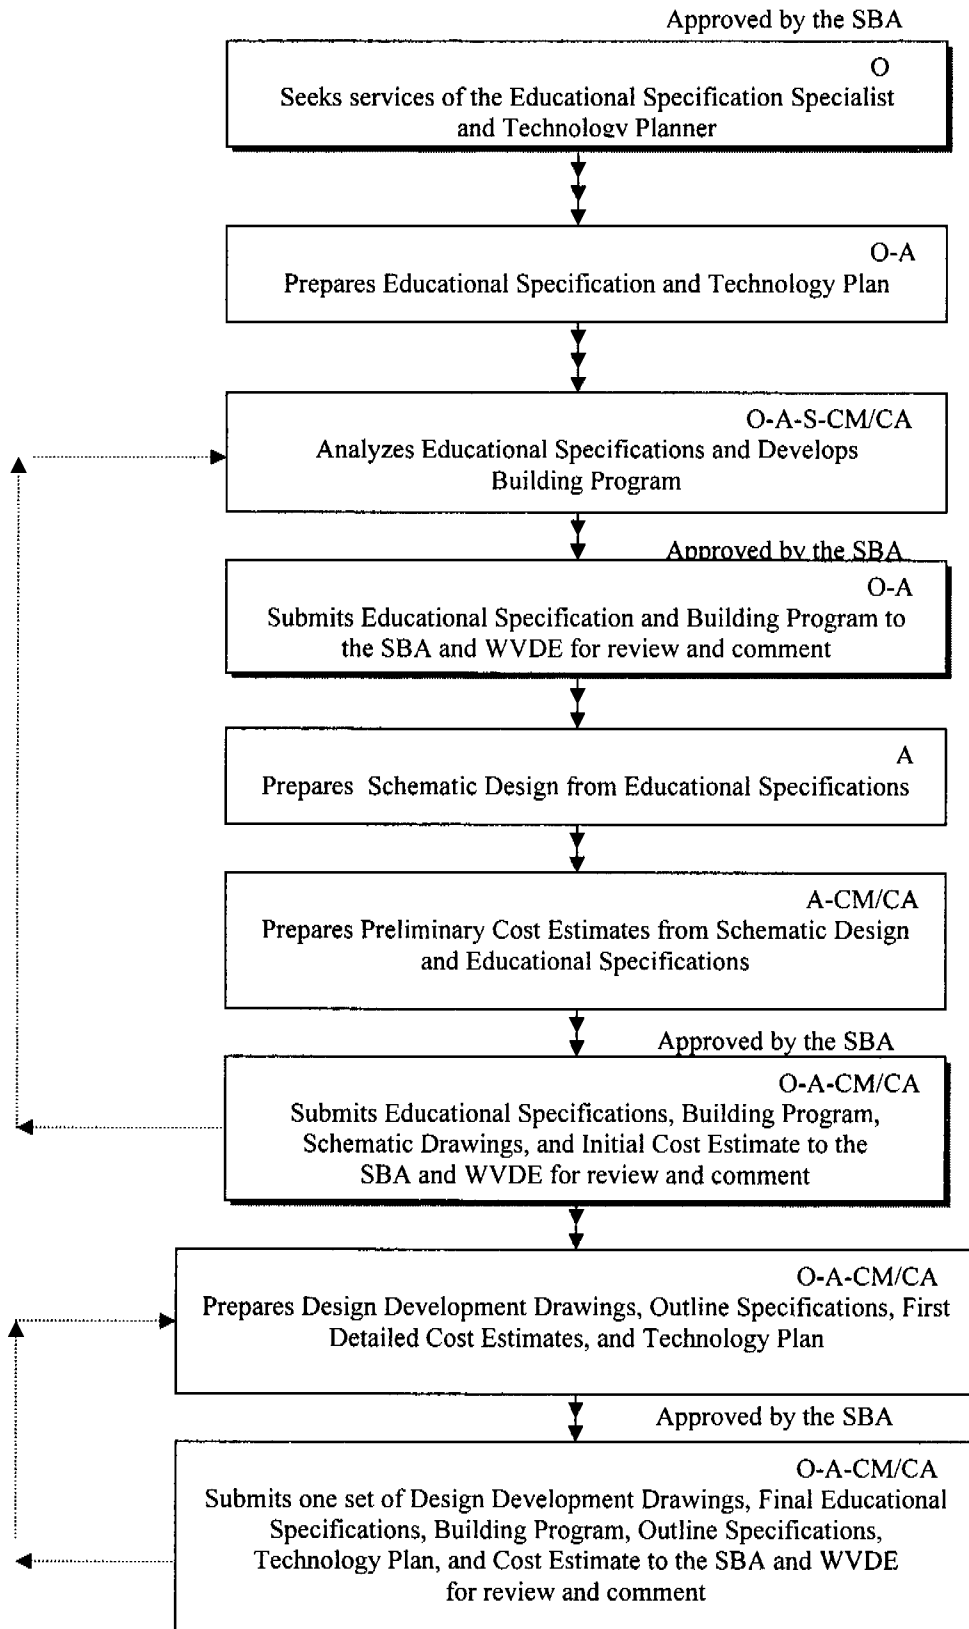 Approved by the SBA
O
Seeks services of the Educational Specification Specialist
and Technology Planner
O-A
Prepares Educational Specification and Technology Plan
O-A-S-CM/CA
Analyzes Educational Specifications and Develops
Building Program
Approved by the SBA
O-A
Submits Educational Specification and Building Program to
the SBA and WVDE for review and comment
A
Prepares Schematic Design from Educational Specifications
A-CM/CA
Prepares Preliminary Cost Estimates from Schematic Design
and Educational Specifications
Approved by the SBA
O-A-CM/CA
Submits Educational Specifications, Building Program,
Schematic Drawings, and Initial Cost Estimate to the
SBA and WVDE for review and comment
O-A-CM/CA
Prepares Design Development Drawings, Outline Specifications, First
Detailed Cost Estimates, and Technology Plan
Approved by the SBA
O-A-CM/CA
Submits one set of Design Development Drawings, Final Educational
Specifications, Building Program, Outline Specifications,
Technology Plan, and Cost Estimate to the SBA and WVDE
for review and comment